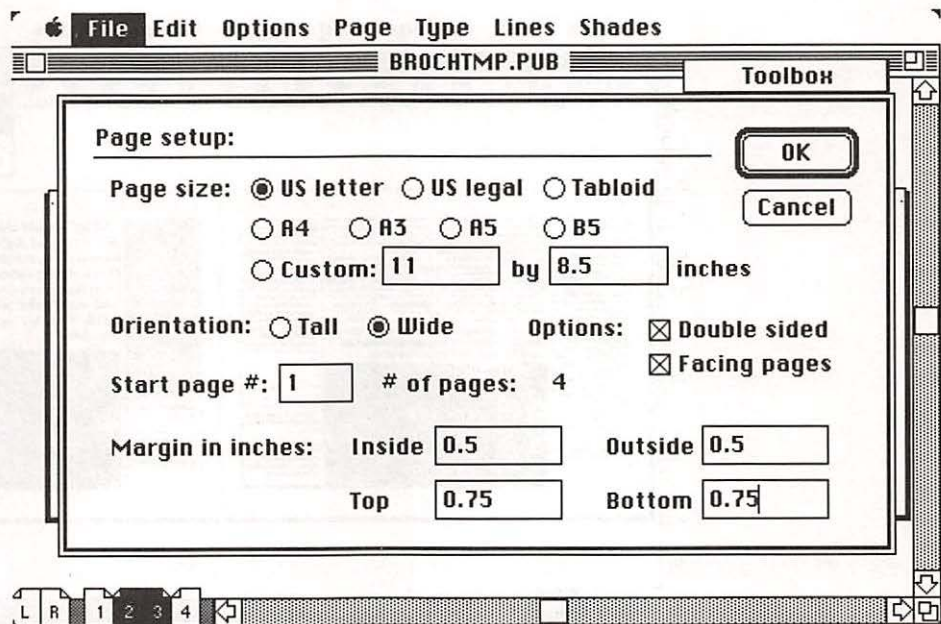 File Edit Options Page Type Lines Shades
BROCHTMP.PUB
Toolbox
Page setup:
OK
Page size: US letter US legal Tabloid
Cancel
A4 A3 A5 B5
Custom: 11 by 8.5 inches
Orientation: Tall Wide Options: Double sided
Facing pages
Start page #: 1 # of pages: 4
Margin in inches: Inside 0.5 Outside 0.5
Top 0.75 Bottom 0.75
L R 1 2 3 4